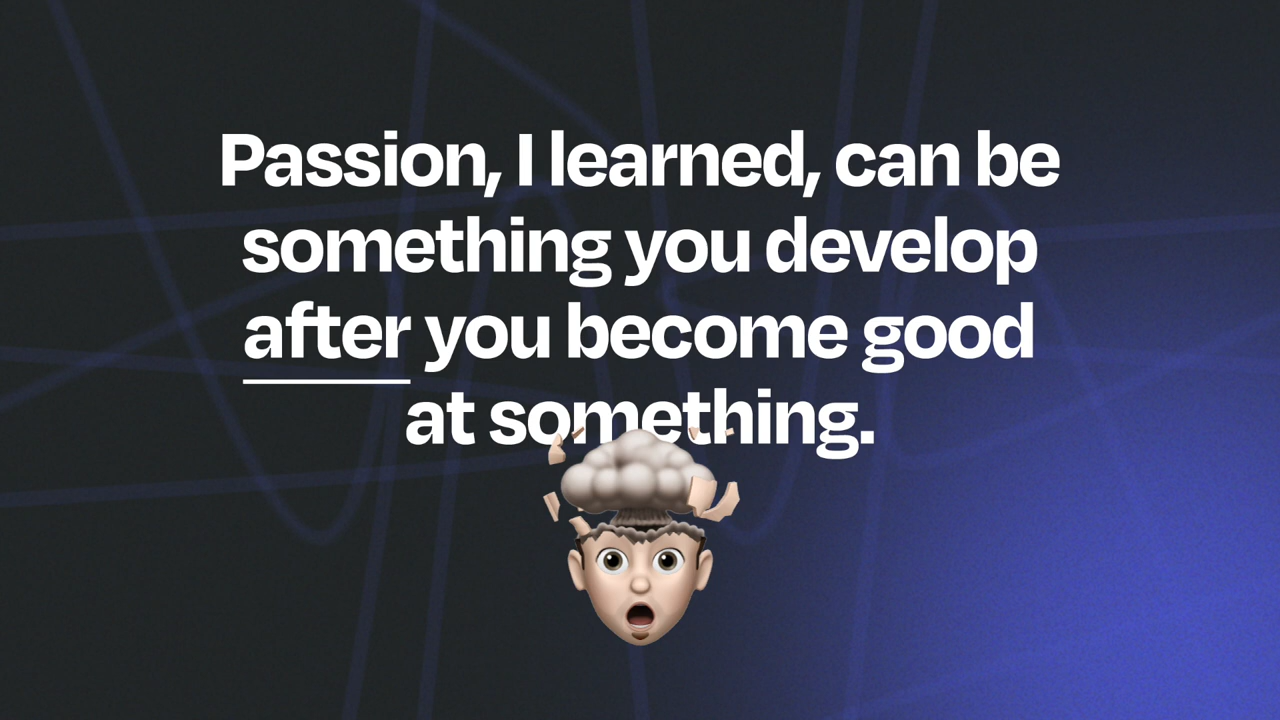 Passion, I learned, can be
something you develop
after you become good
at something.